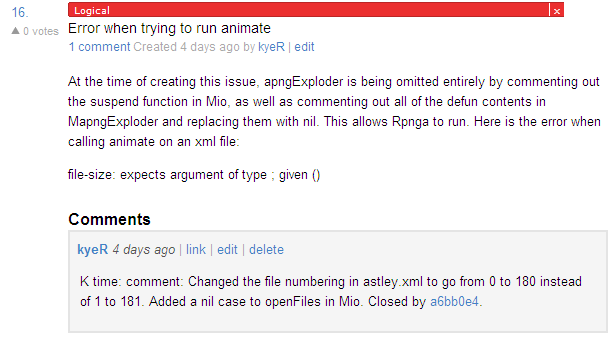 16.
Logical x
0 votes
Error when trying to run animate
1 comment Created 4 days ago by kyeR | edit
At the time of creating this issue, apngExploder is being omitted entirely by commenting out
the suspend function in Mio, as well as commenting out all of the defun contents in
MapngExploder and replacing them with nil. This allows Rpnga to run. Here is the error when
calling animate on an xml file:
file-size: expects argument of type ; given ()
Comments
kyeR 4 days ago | link | edit | delete
K time: comment: Changed the file numbering in astley.xml to go from 0 to 180 instead
of 1 to 181. Added a nil case to openFiles in Mio. Closed by a6bb0e4.